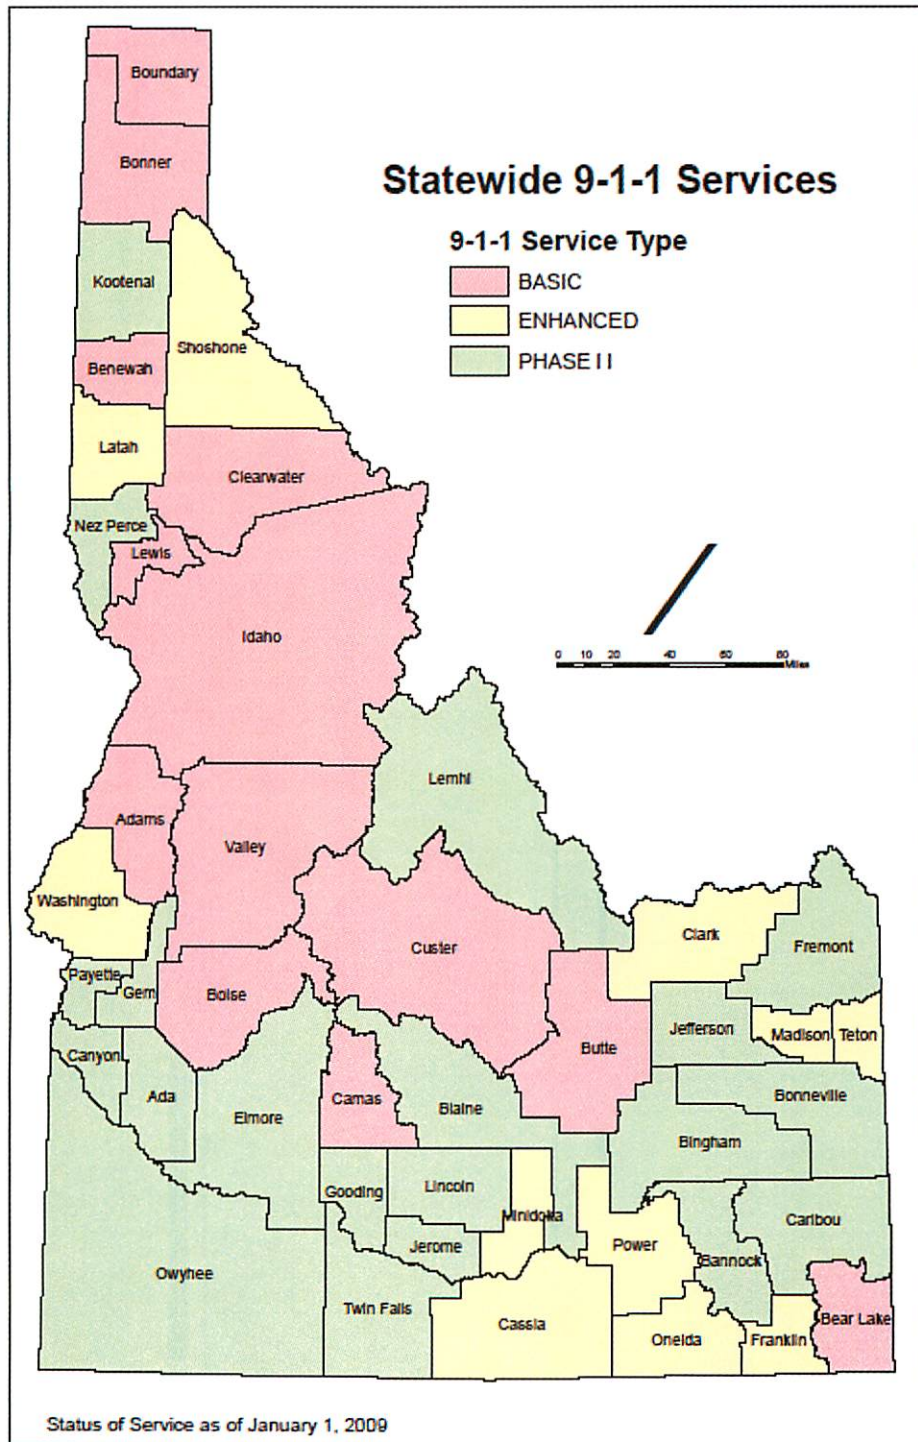 Boundary
Bonner
Statewide 9-1-1 Services
9-1-1 Service Type
BASIC
ENHANCED
PHASE II
Kootenai
Shoshone
Benewah
Latah
Clearwater
Nez Perce
Lewis
Idaho
0 10 20 40 60 80
Miles
Lemhi
Adams
Valley
Washington
Clark
Custer
Fremont
Payette
Gem
Boise
Jefferson
Madison
Teton
Canyon
Butte
Ada
Camas
Blaine
Bonneville
Elmore
Bingham
Gooding
Lincoln
Minidoka
Caribou
Jerome
Power
Bannock
Owyhee
Twin Falls
Cassia
Oneida
Franklin
Bear Lake
Status of Service as of January 1, 2009